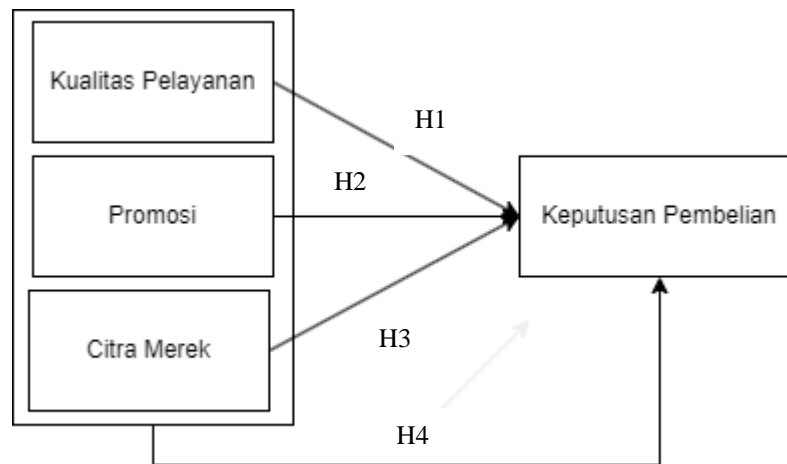 Kualitas Pelayanan
H1
H2
Promosi
Keputusan Pembelian
Citra Merek
H3
H4